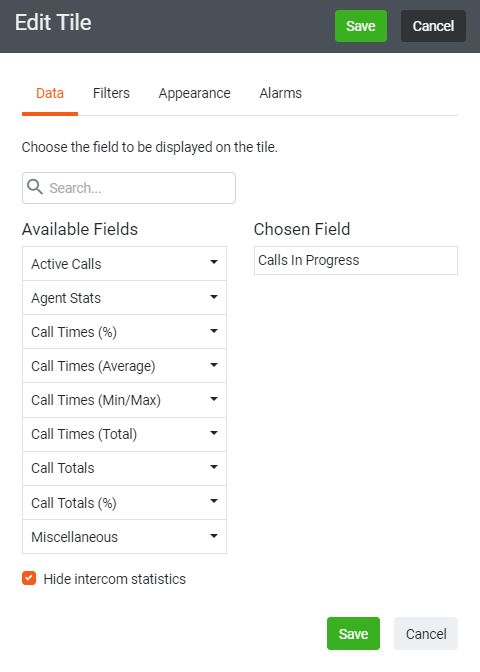 Edit Tile
Save
Cancel
Data
Filters
Appearance
Alarms
Choose the field to be displayed on the tile.
Search...
Available Fields
Chosen Field
Active Calls
Calls In Progress
Agent Stats
Call Times (%)
Call Times (Average)
Call Times (Min/Max)
Call Times (Total)
Call Totals
Call Totals (%)
Miscellaneous
Hide intercom statistics
Save
Cancel